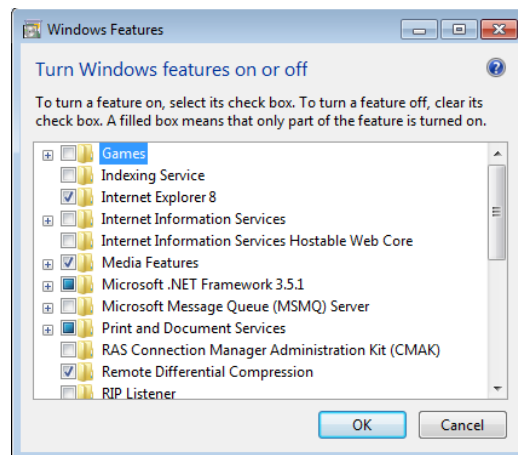 Windows Features
Turn Windows features on or off
To turn a feature on, select its check box. To turn a feature off, clear its
check box. A filled box means that only part of the feature is turned on.
Games
Indexing Service
Internet Explorer 8
Internet Information Services
Internet Information Services Hostable Web Core
Media Features
Microsoft .NET Framework 3.5.1
Microsoft Message Queue (MSMQ) Server
Print and Document Services
RAS Connection Manager Administration Kit (CMAK)
Remote Differential Compression
RIP Listener
OK Cancel